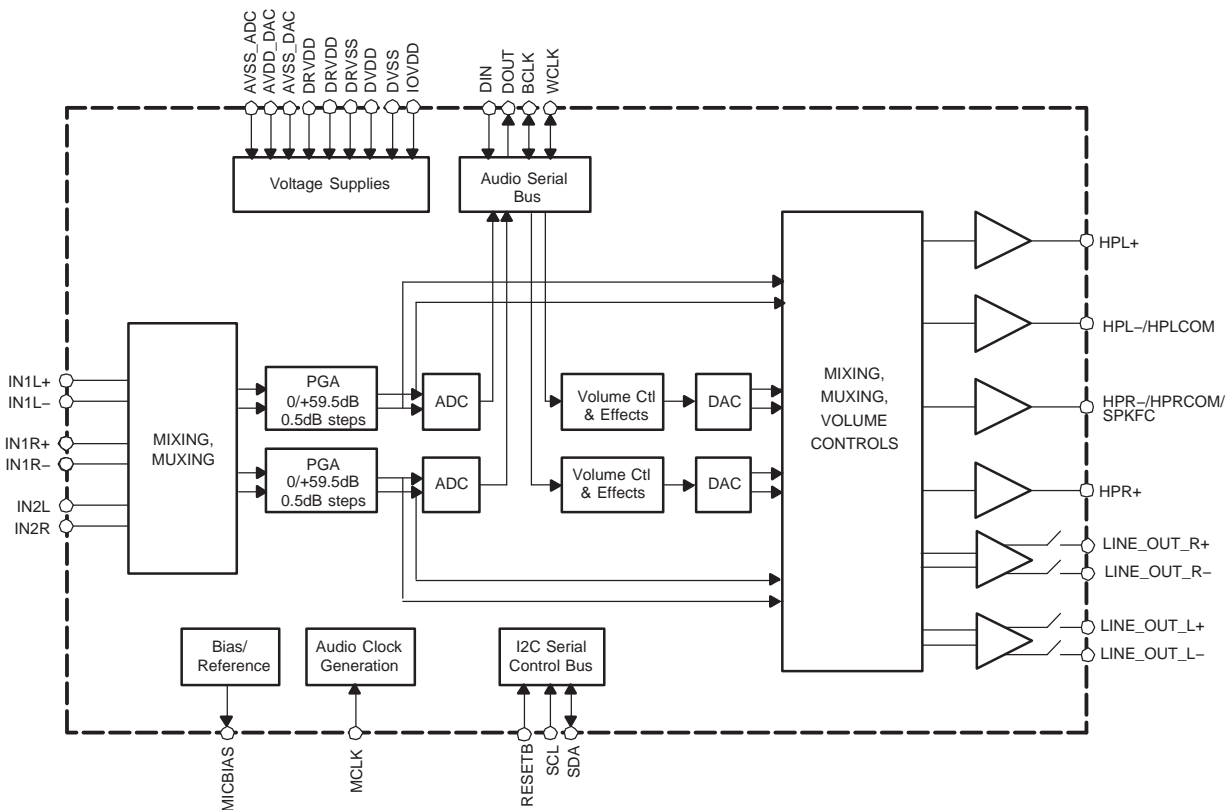 AVSS_ADC
AVDD_DAC
AVSS_DAC
DRVDD
DRVDD
DRVSS
DVDD
DVSS
IOVDD
DIN
DOUT
BCLK
WCLK
Voltage Supplies
Audio Serial
Bus
HPL+
HPL−/HPLCOM
HPR−/HPRCOM/
SPKFC
HPR+
LINE_OUT_R+
LINE_OUT_R−
LINE_OUT_L+
LINE_OUT_L−
IN1L+
IN1L−
IN1R+
IN1R−
IN2L
IN2R
MIXING,
MUXING
PGA
0/+59.5dB
0.5dB steps
ADC
Volume Ctl
& Effects
DAC
PGA
0/+59.5dB
0.5dB steps
ADC
Volume Ctl
& Effects
DAC
MIXING,
MUXING,
VOLUME
CONTROLS
Bias/
Reference
Audio Clock
Generation
I2C Serial
Control Bus
MICBIAS
MCLK
RESETB
SCL
SDA